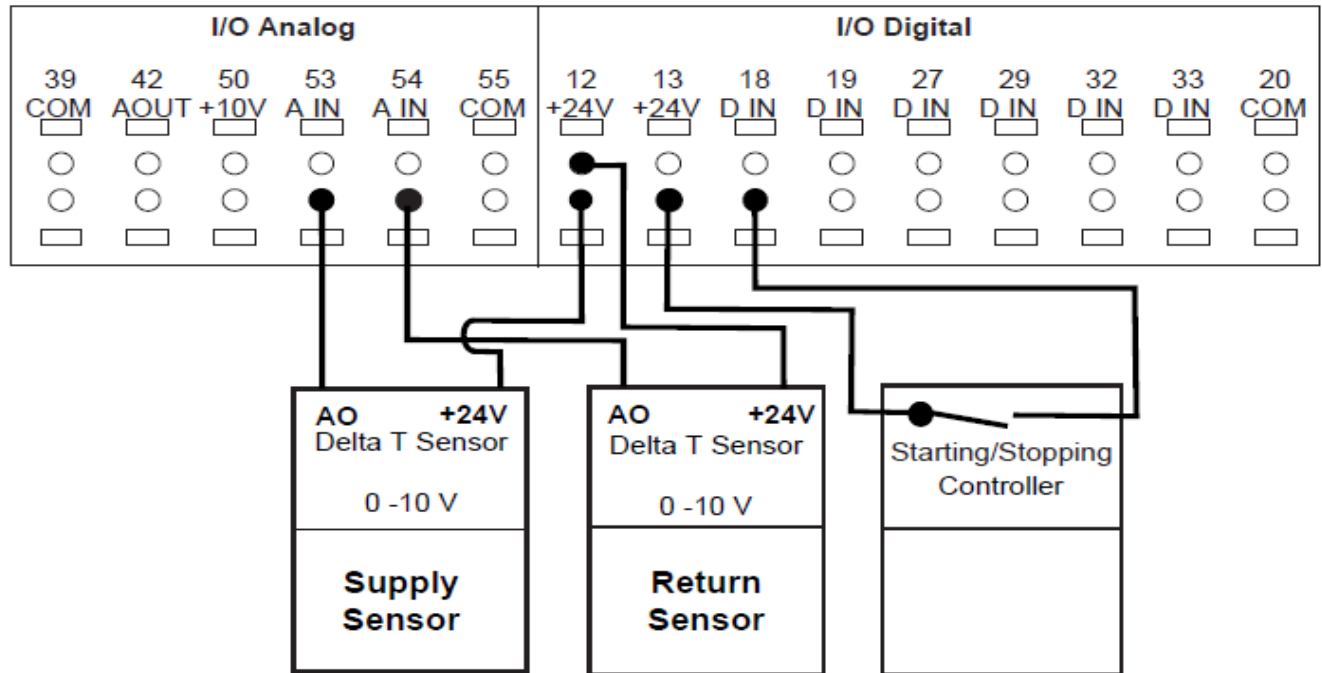 I/O Analog I/O Digital
39 42 50 53 54 55 12 13 18 19 27 29 32 33 20
COM AOUT +10V A IN A IN COM +24V +24V D IN D IN D IN D IN D IN D IN COM
AO +24V
Delta T Sensor
0 -10 V
Supply
Sensor
AO +24V
Delta T Sensor
0 -10 V
Return
Sensor
Starting/Stopping
Controller